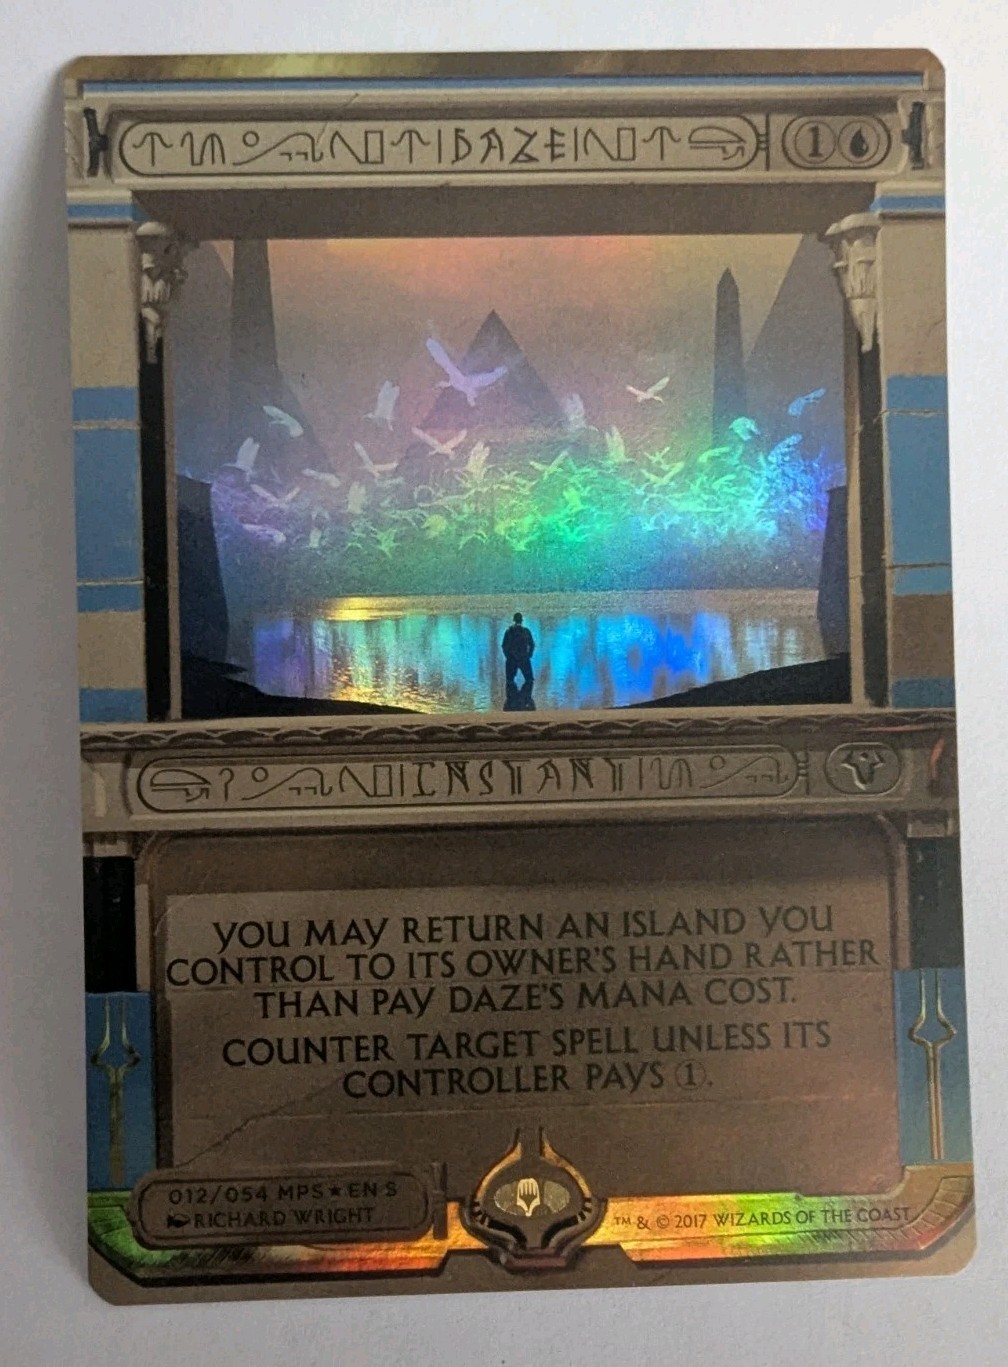 DAZE 1
INSTANT
YOU MAY RETURN AN ISLAND YOU
CONTROL TO ITS OWNER'S HAND RATHER
THAN PAY DAZE'S MANA COST.
COUNTER TARGET SPELL UNLESS ITS
CONTROLLER PAYS ①.
012/054 MPS★EN S
RICHARD WRIGHT
™ & © 2017 WIZARDS OF THE COAST